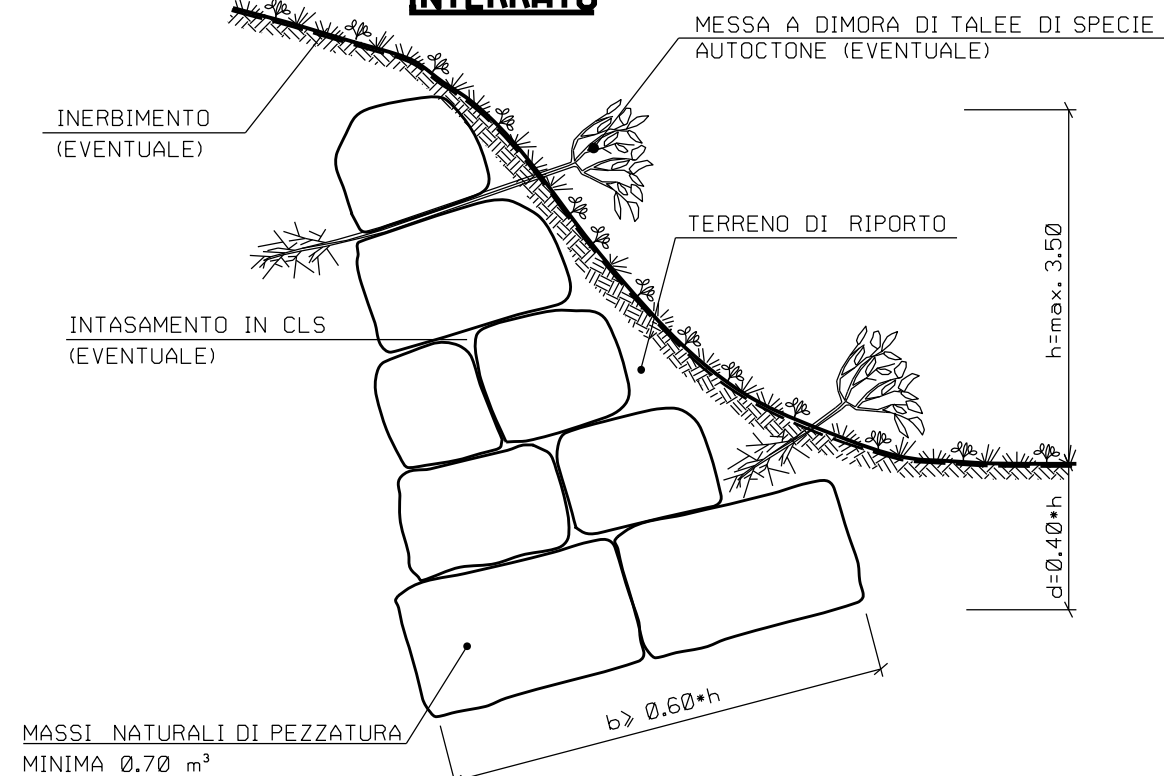 INTERRATO
MESSA A DIMORA DI TALEE DI SPECIE
AUTOCTONE (EVENTUALE)
INERBIMENTO
(EVENTUALE)
TERRENO DI RIPORTO
h=max. 3.50
INTASAMENTO IN CLS
(EVENTUALE)
d=0.40*h
b⩾ 0.60*h
MASSI NATURALI DI PEZZATURA
MINIMA 0.70 m³